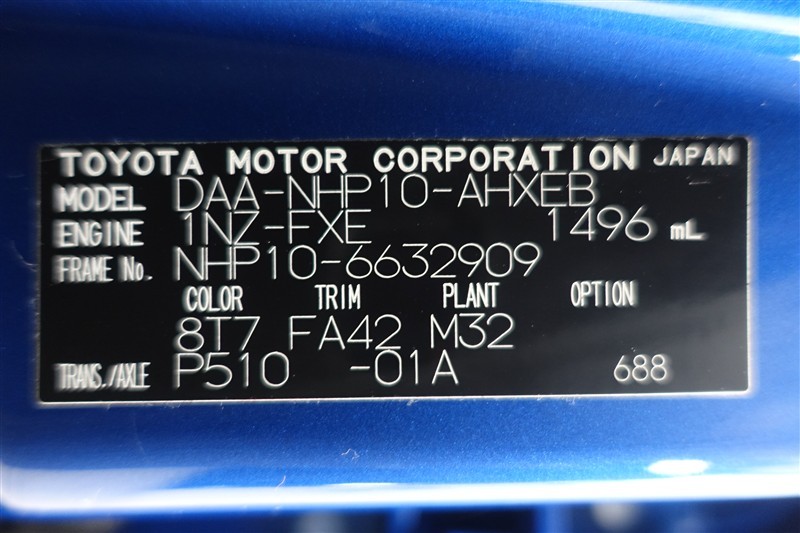 TOYOTA MOTOR CORPORATION JAPAN
MODEL DAA-NHP10-AHXEB
ENGINE 1NZ-FXE 1496 mL
FRAME No. NHP10-6632909
COLOR TRIM PLANT OPTION
8T7 FA42 M32
TRANS./AXLE P510 -01A 688